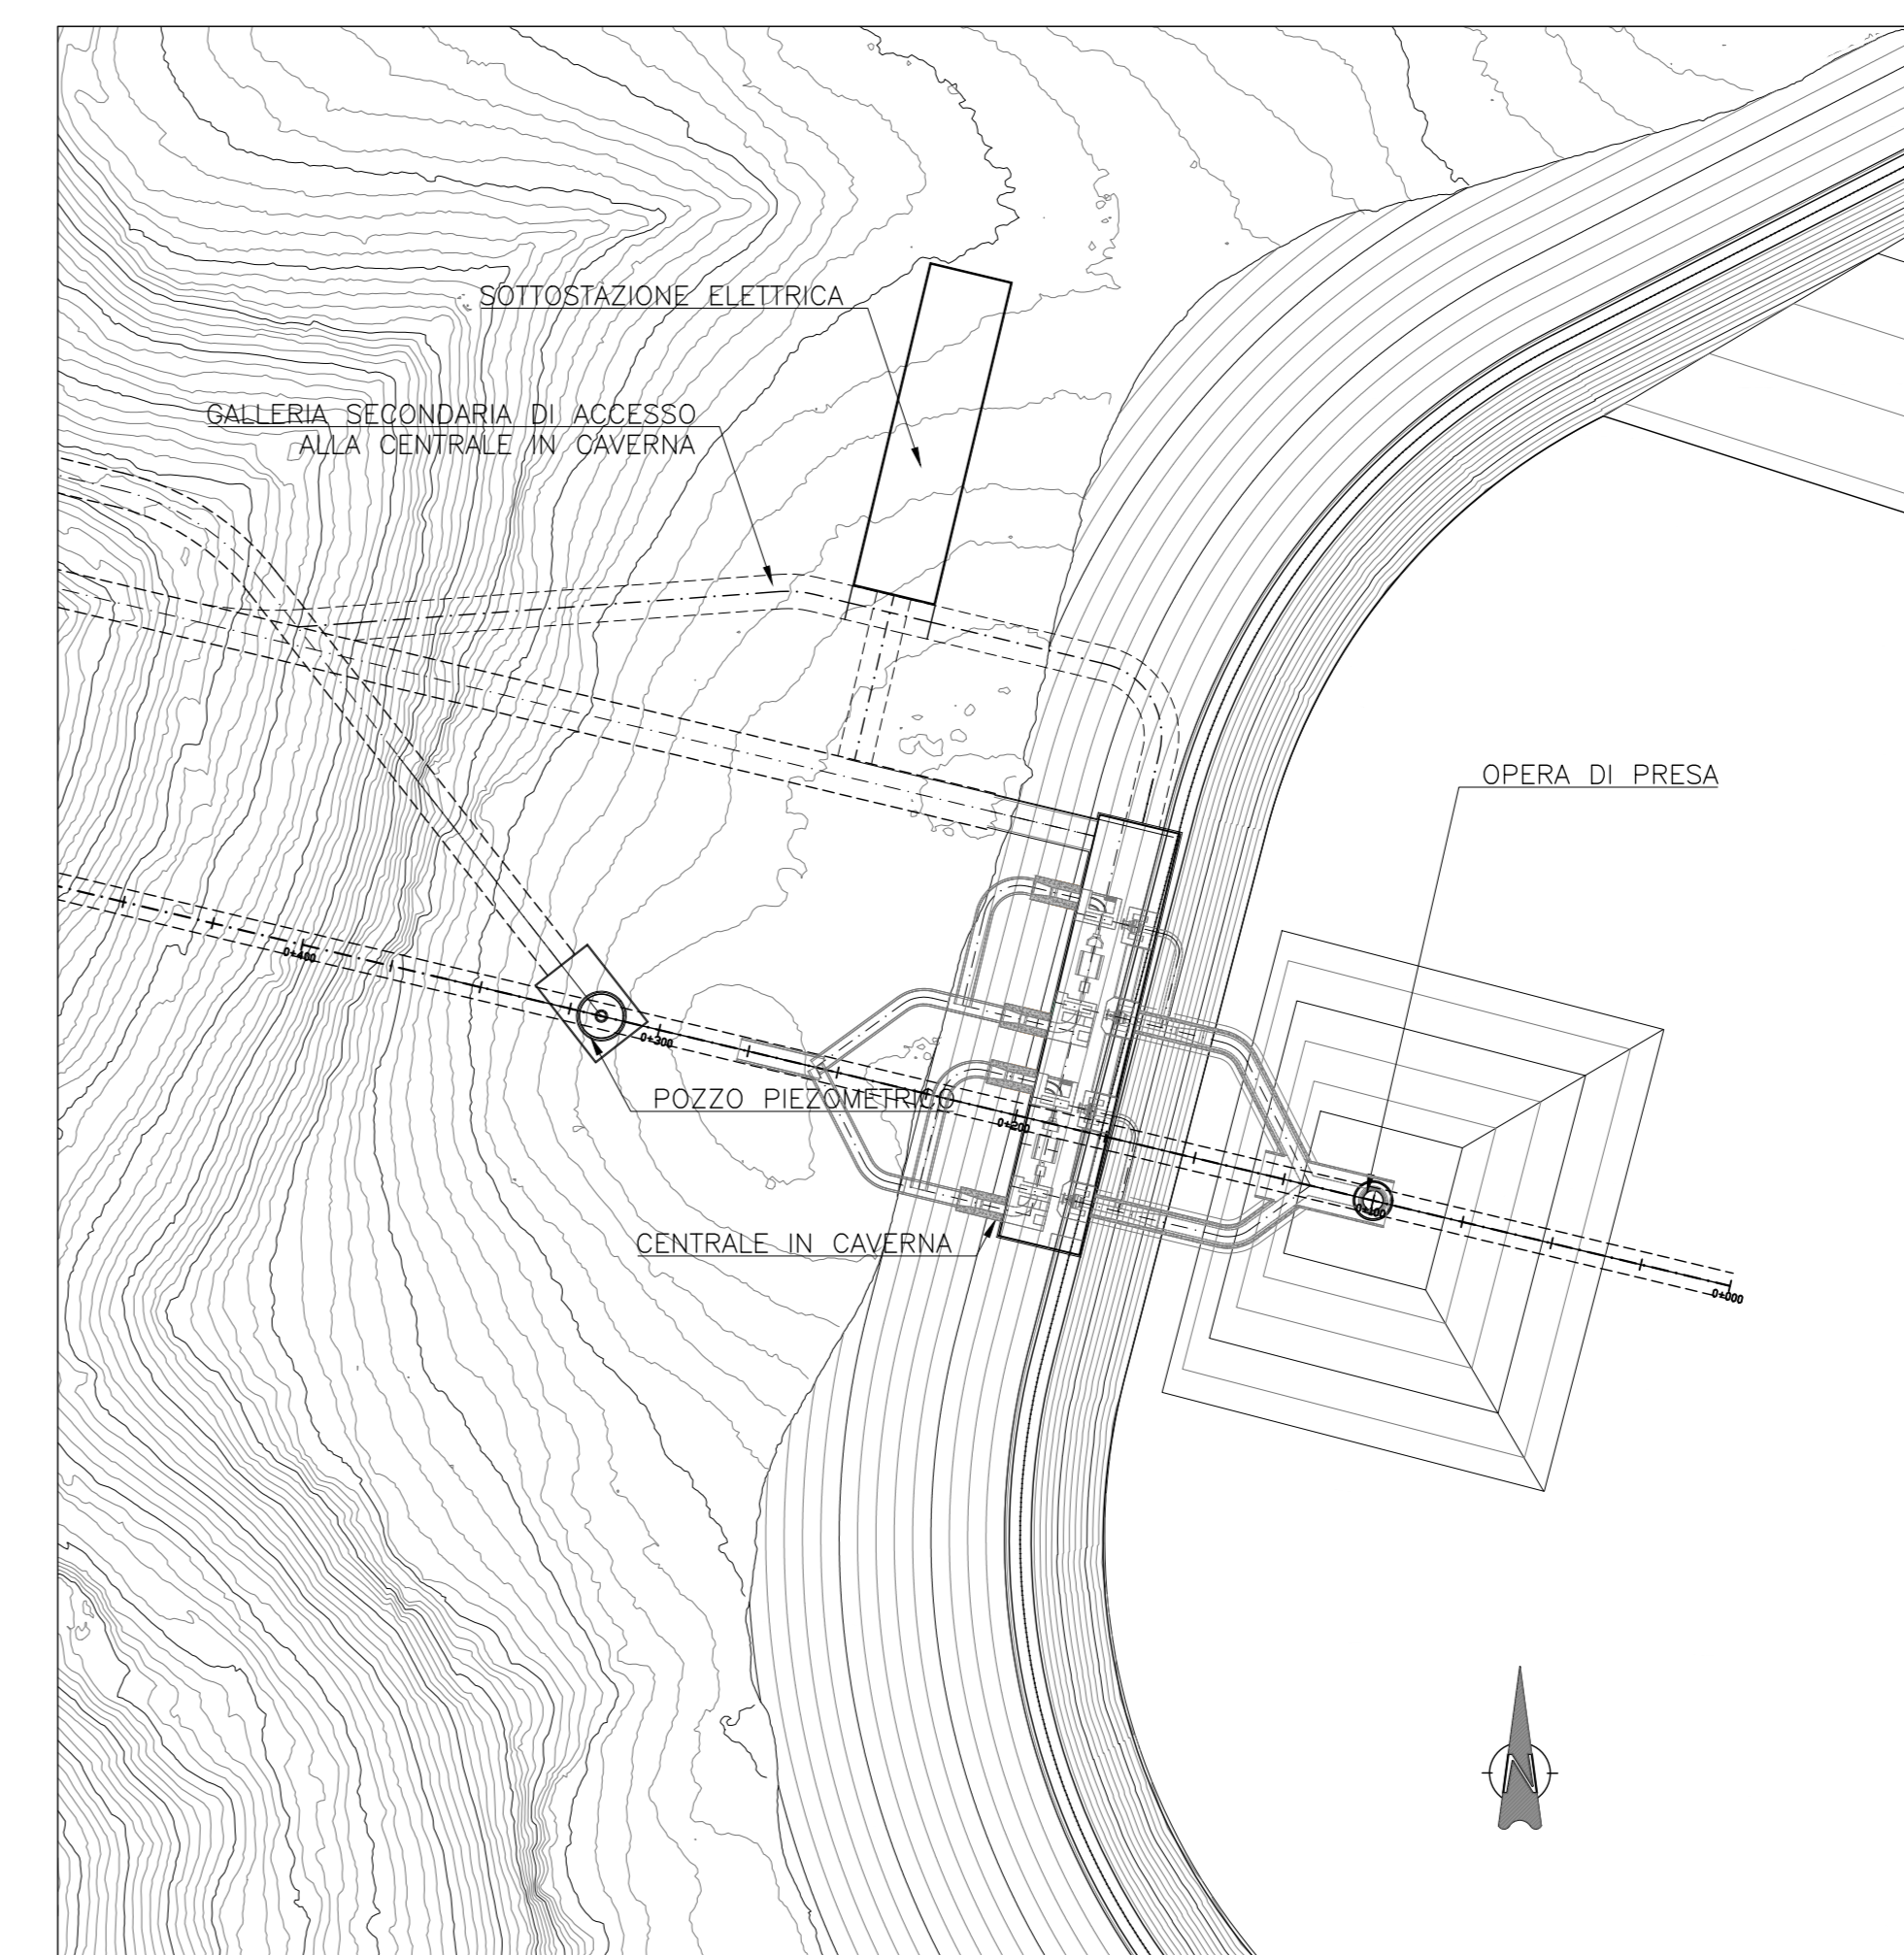 SOTTOSTAZIONE ELETTRICA
GALLERIA SECONDARIA DI ACCESSO
ALLA CENTRALE IN CAVERNA
OPERA DI PRESA
0+400
0+300
POZZO PIEZOMETRICO
0+200
0+100
CENTRALE IN CAVERNA
0+000
N